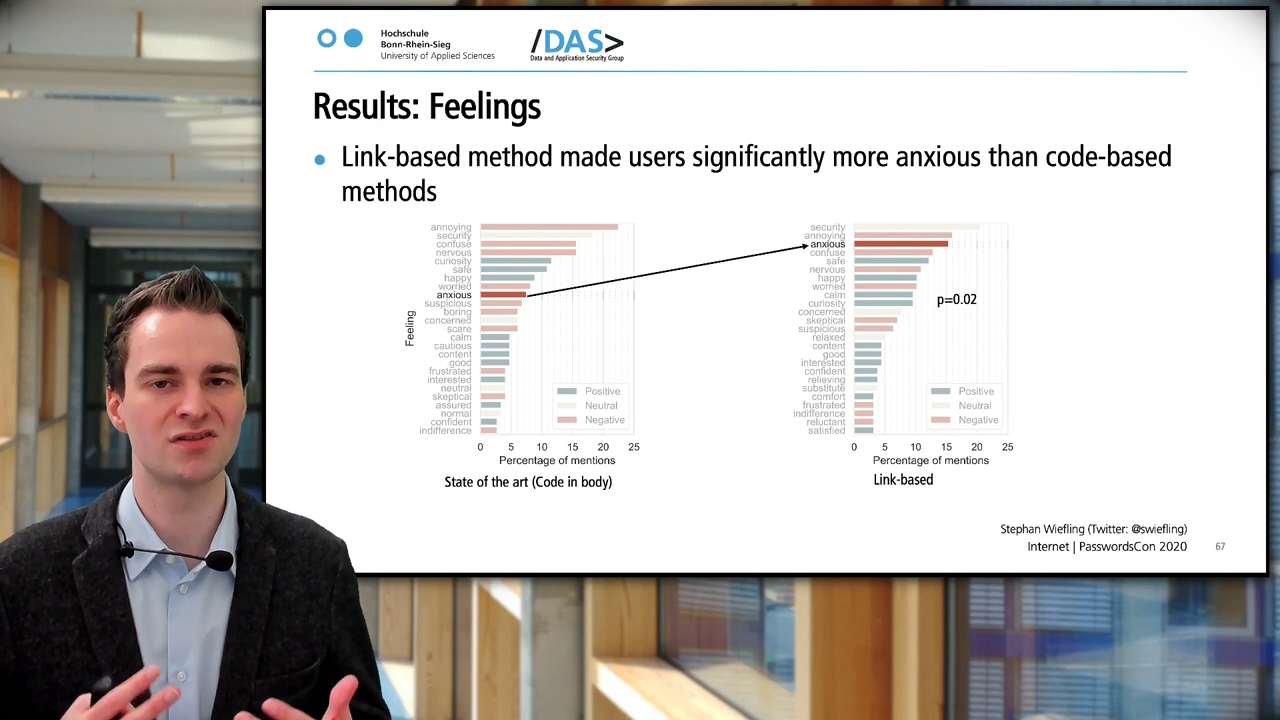 Hochschule
Bonn-Rhein-Sieg
University of Applied Sciences
/DAS>
Data and Application Security Group
Results: Feelings
Link-based method made users significantly more anxious than code-based
methods
Feeling
annoying
security
confuse
nervous
curiosity
safe
happy
worried
anxious
suspicious
boring
concerned
scare
calm
cautious
content
good
frustrated
interested
neutral
skeptical
assured
normal
confident
indifference
Positive
Neutral
Negative
0 5 10 15 20 25
Percentage of mentions
State of the art (Code in body)
security
annoying
anxious
confuse
safe
nervous
happy
worried
calm
curiosity
concerned
skeptical
suspicious
relaxed
content
good
interested
confident
relieving
substitute
comfort
frustrated
indifference
reluctant
satisfied
p=0.02
Positive
Neutral
Negative
0 5 10 15 20 25
Percentage of mentions
Link-based
Stephan Wiefling (Twitter: @swiefling)
Internet | PasswordsCon 2020
67